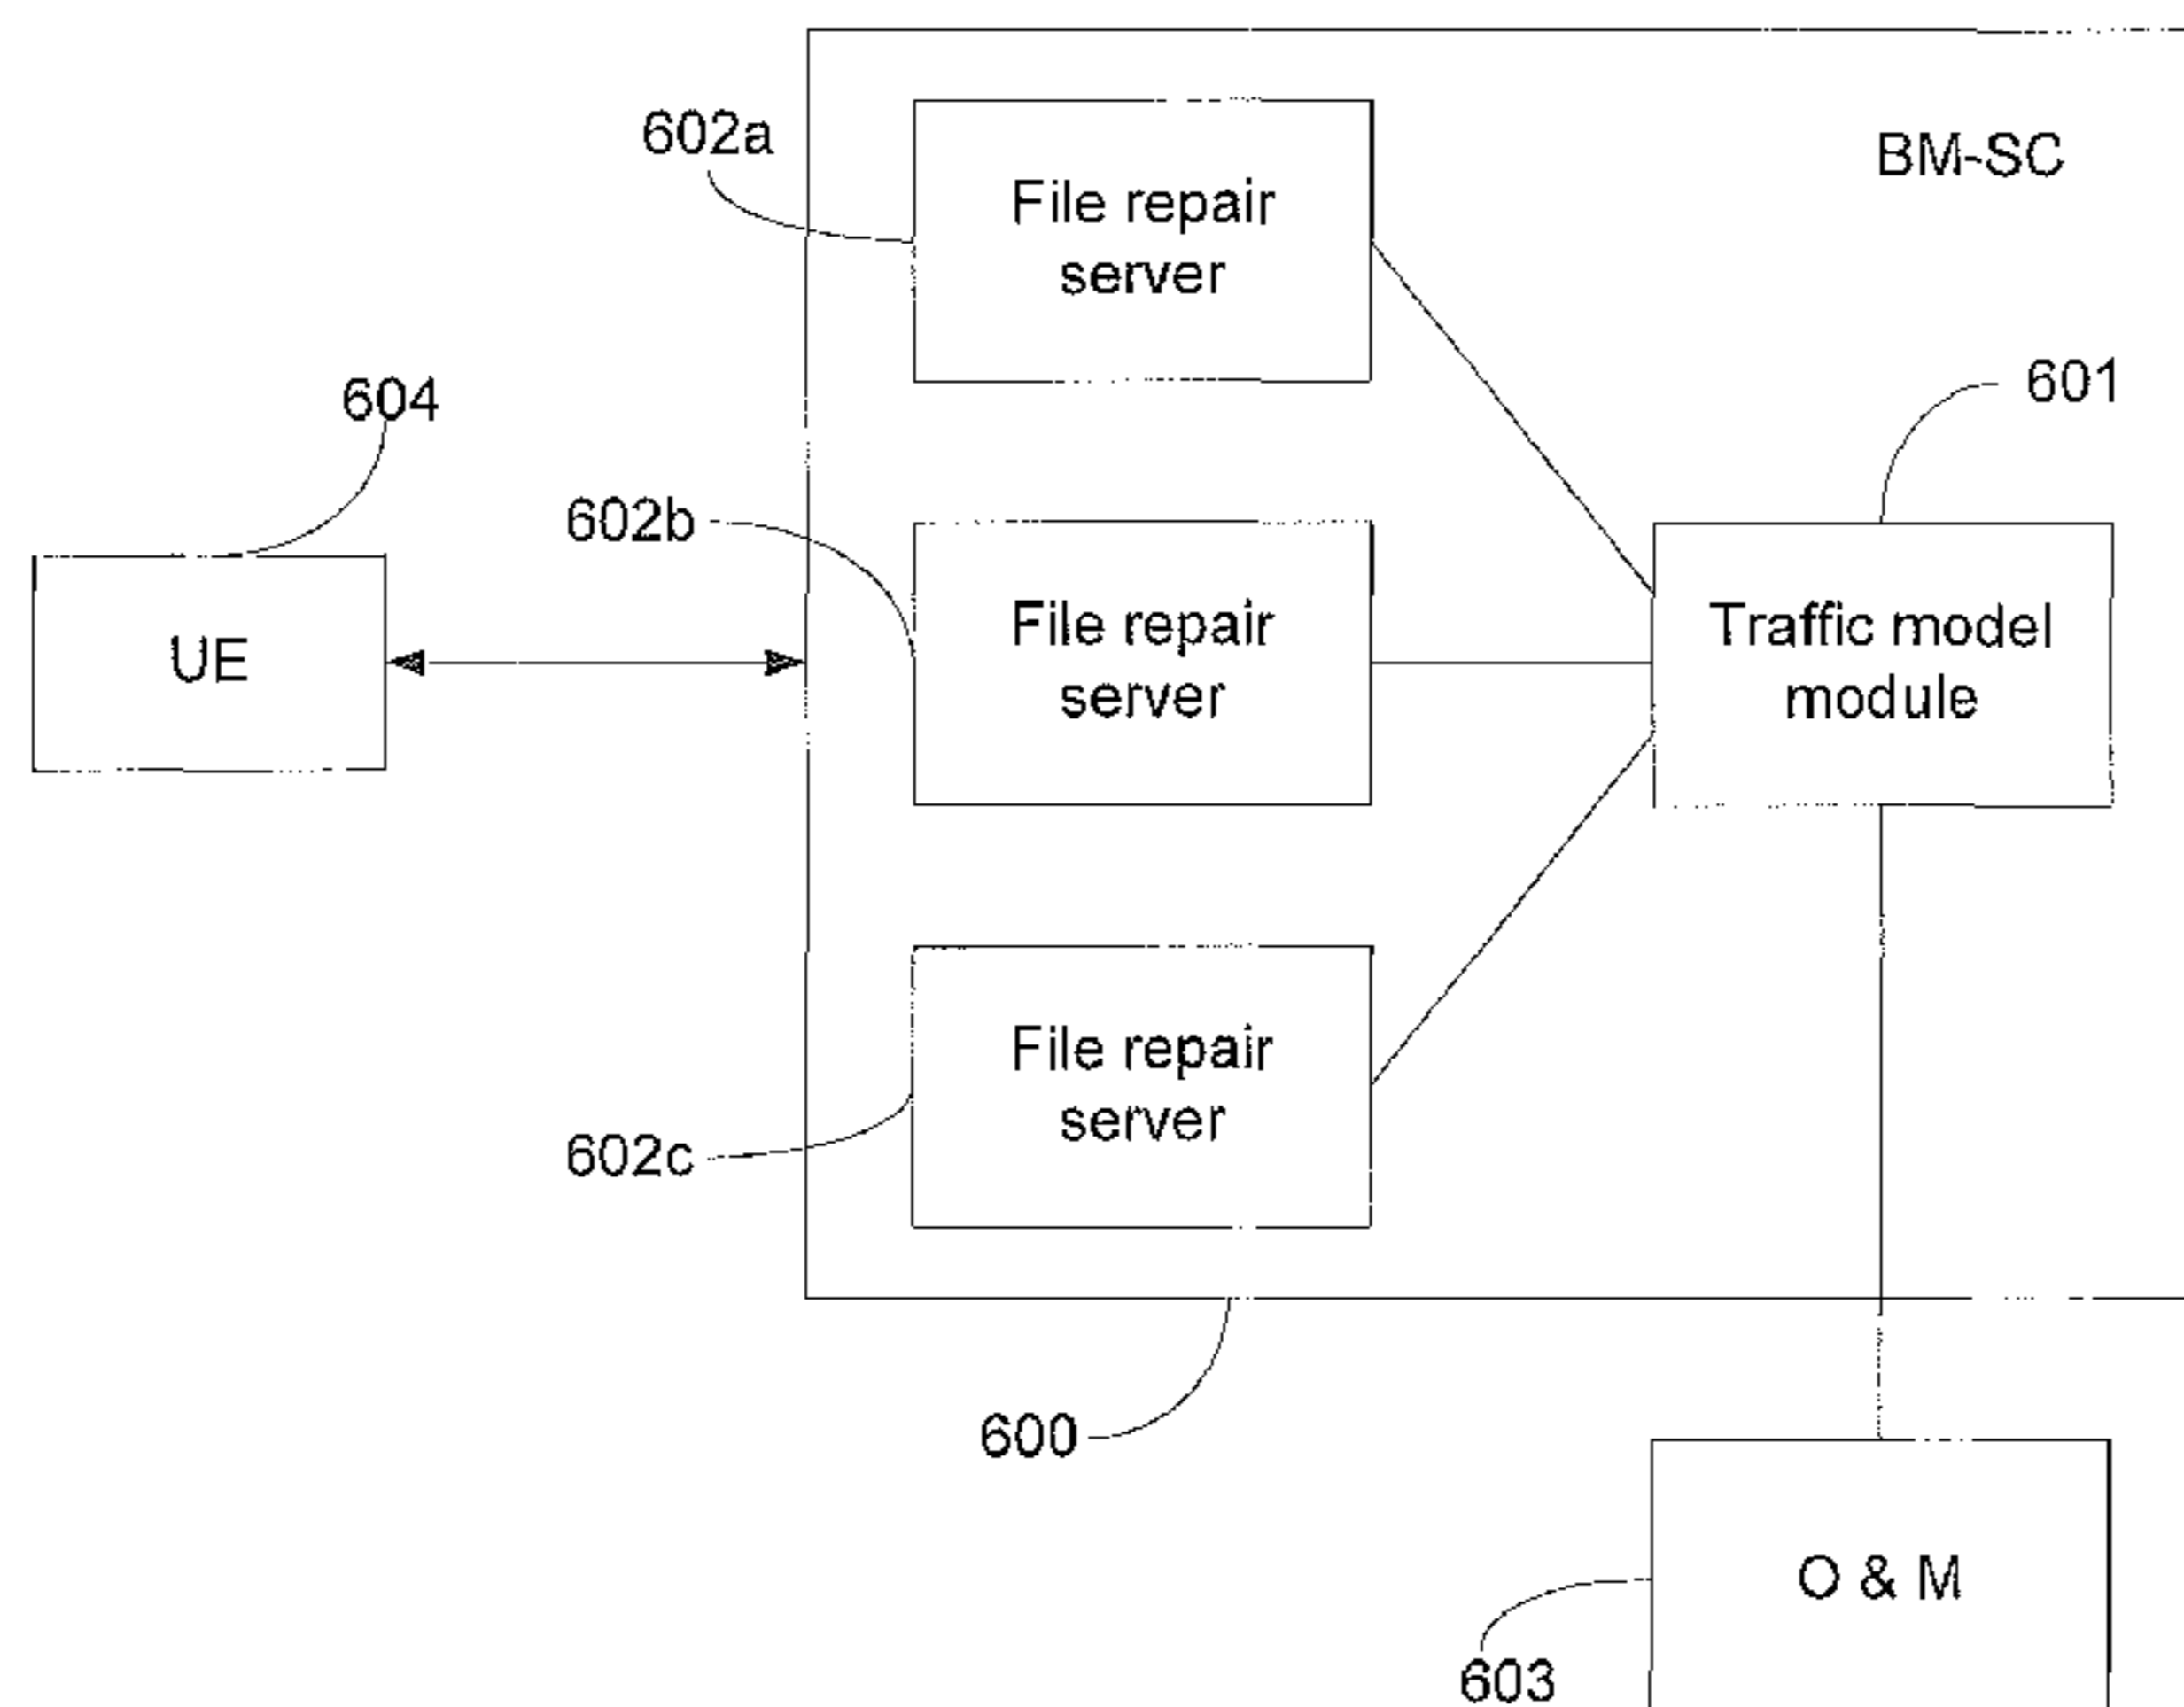 602a
File repair
server
BM-SC
604
602b
601
UE
File repair
server
Traffic model
module
File repair
server
602c
600
O & M
603